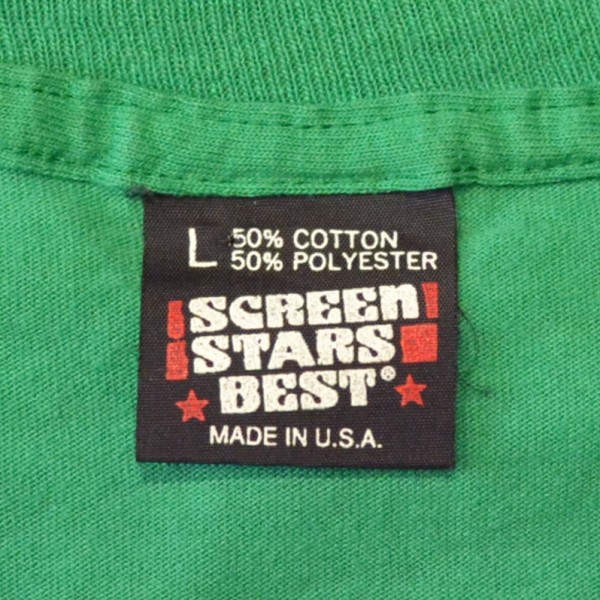 L 50% COTTON
50% POLYESTER
SCREEN
STARS
BEST®
MADE IN U.S.A.